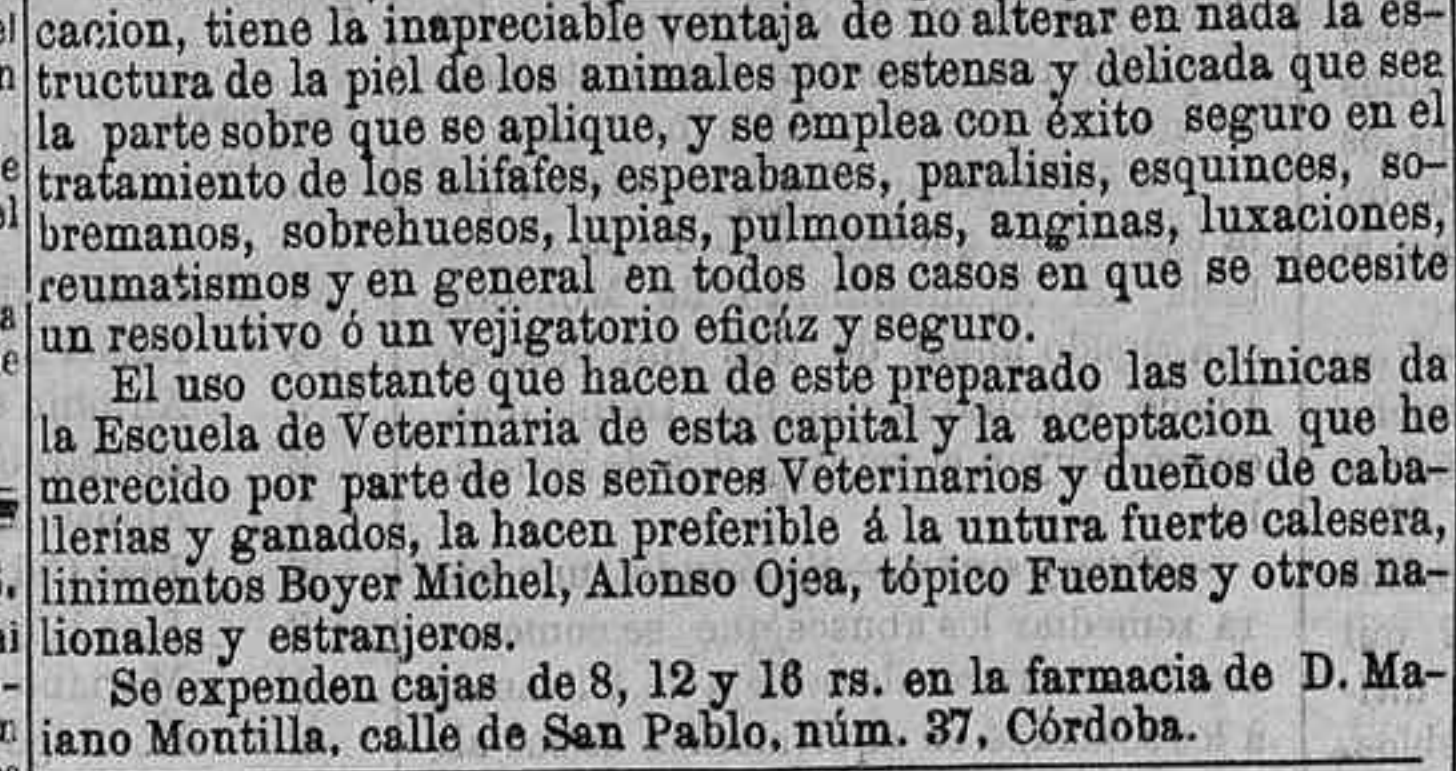 cacion, tiene la inapreciable ventaja de no alterar en nada la es-
tructura de la piel de los animales por estensa y delicada que sea
la parte sobre que se aplique, y se emplea con éxito seguro en el
tratamiento de los alifafes, esperabanes, paralisis, esquinces, so-
bremanos, sobrehuesos, lupias, pulmonías, anginas, luxaciones,
reumatismos y en general en todos los casos en que se necesite
un resolutivo ó un vejigatorio eficáz y seguro.
El uso constante que hacen de este preparado las clínicas da
la Escuela de Veterinaria de esta capital y la aceptacion que he
merecido por parte de los señores Veterinarios y dueños de caba-
llerías y ganados, la hacen preferible á la untura fuerte calesera,
linimentos Boyer Michel, Alonso Ojea, tópico Fuentes y otros na-
lionales y estranjeros.
Se expenden cajas de 8, 12 y 16 rs. en la farmacia de D. Ma-
iano Montilla, calle de San Pablo, núm. 37, Córdoba.